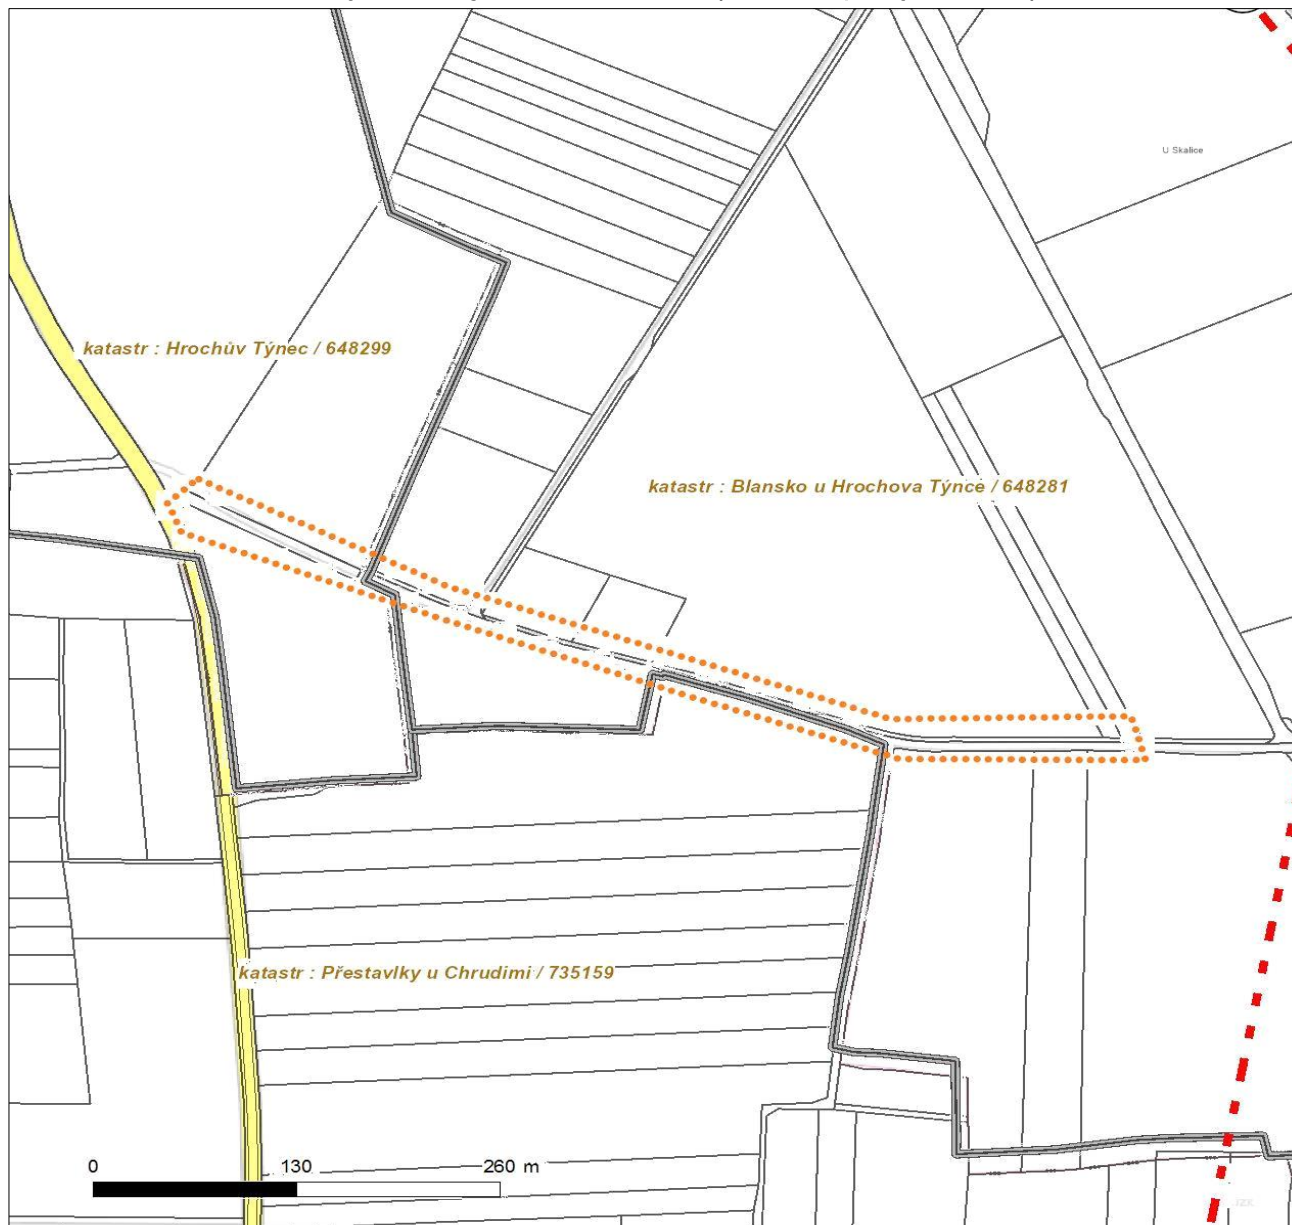 U Skalice
katastr : Hrochův Týnec / 648299
katastr : Blansko u Hrochova Týnce / 648281
katastr : Přestavlky u Chrudimi / 735159
0 130 260 m